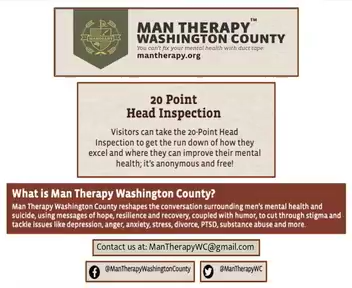 MAN THERAPY™
WASHINGTON COUNTY
You can't fix your mental health with duct tape
mantherapy.org
20 Point
Head Inspection
Visitors can take the 20-Point Head
Inspection to get the run down of how they
excel and where they can improve their mental
health; it's anonymous and free!
What is Man Therapy Washington County?
Man Therapy Washington County reshapes the conversation surrounding men's mental health and
suicide, using messages of hope, resilience and recovery, coupled with humor, to cut through stigma and
tackle issues like depression, anger, anxiety, stress, divorce, PTSD, substance abuse and more.
Contact us at: ManTherapyWC@gmail.com
@ManTherapyWashingtonCounty
@ManTherapyWC